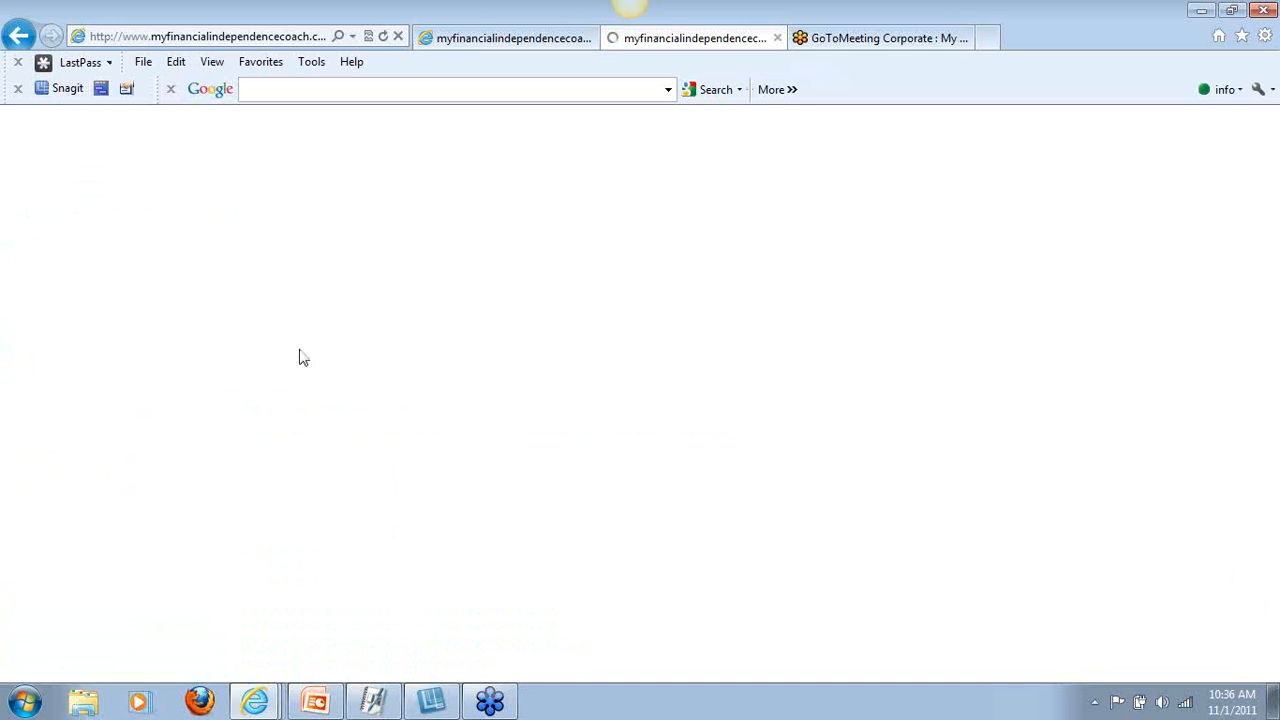 http://www.myfinancialindependencecoach.c...
myfinancialindependencecoa...
myfinancialindependencec...
GoToMeeting Corporate : My ...
LastPass
File
Edit
View
Favorites
Tools
Help
Snagit
Google
Search
More
info
10:36 AM
11/1/2011